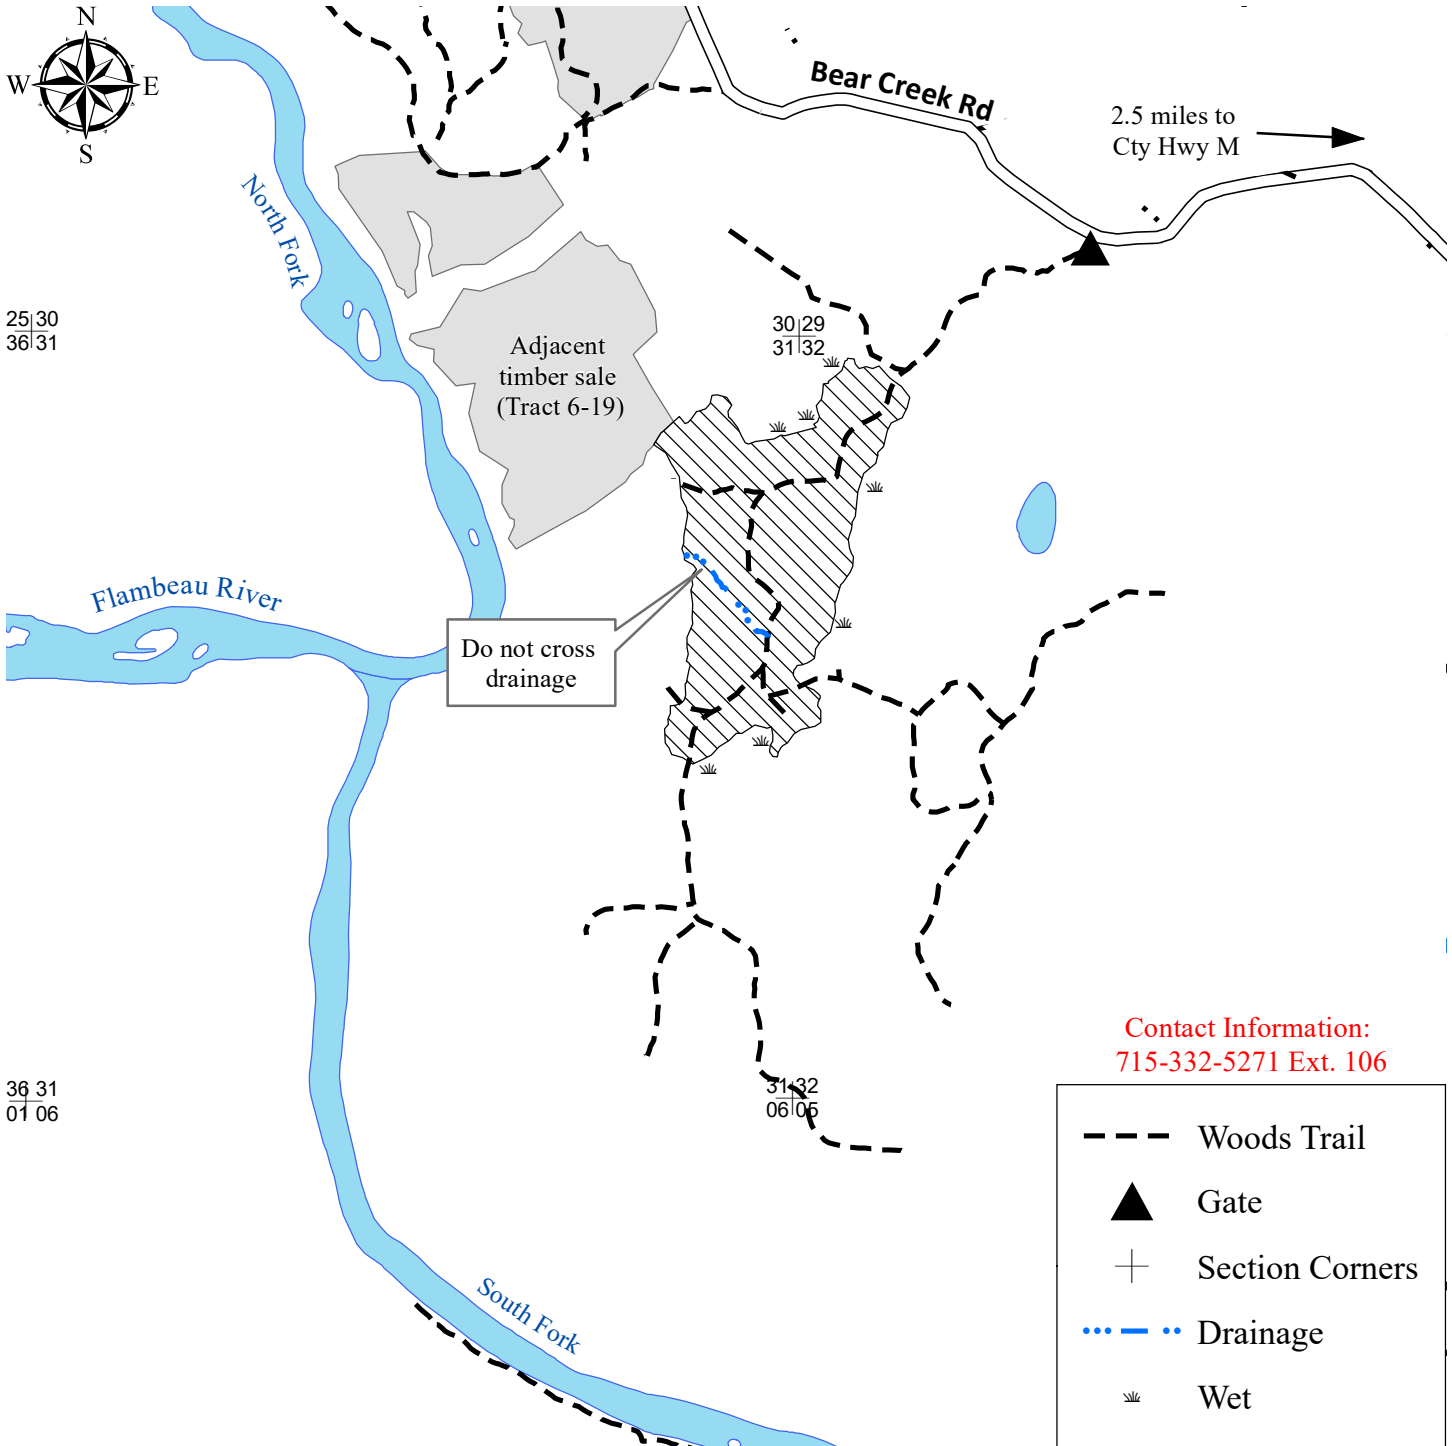 N
W E
S
Bear Creek Rd
2.5 miles to
Cty Hwy M
North Fork
25 30
36 31
30 29
31 32
Adjacent
timber sale
(Tract 6-19)
Flambeau River
Do not cross
drainage
36 31
01 06
31 32
06 05
South Fork
Contact Information:
715-332-5271 Ext. 106
Woods Trail
Gate
Section Corners
Drainage
Wet